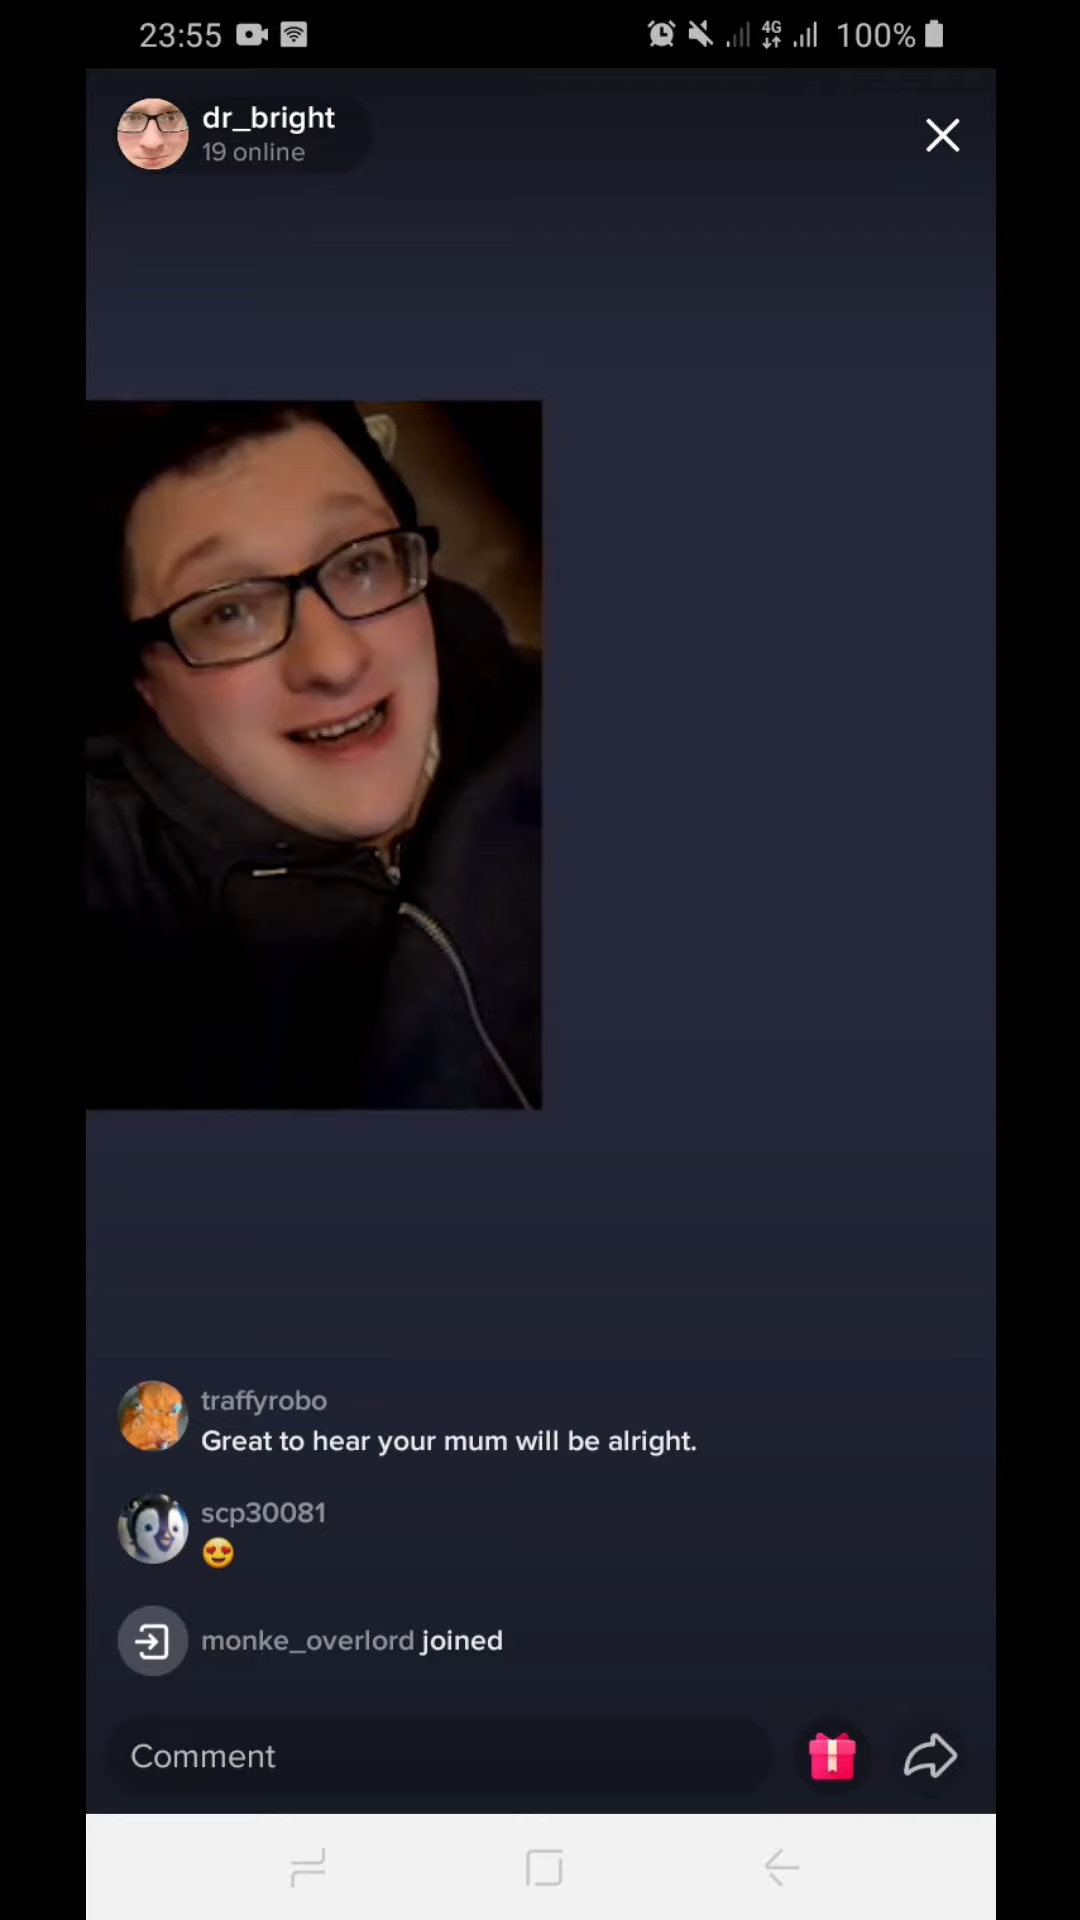 23:55 4G 100%
dr_bright
19 online
traffyrobo
Great to hear your mum will be alright.
scp30081
😍
monke_overlord joined
Comment